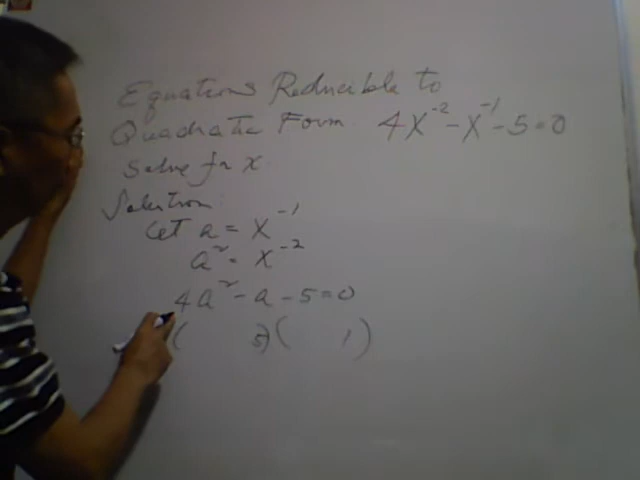 Equations Reducible to
Quadratic Form 4X⁻² - X⁻¹ - 5 = 0
Solve for x
Solution:
Let a = X⁻¹
a² = X⁻²
4a² - a - 5 = 0
( 5)( 1)